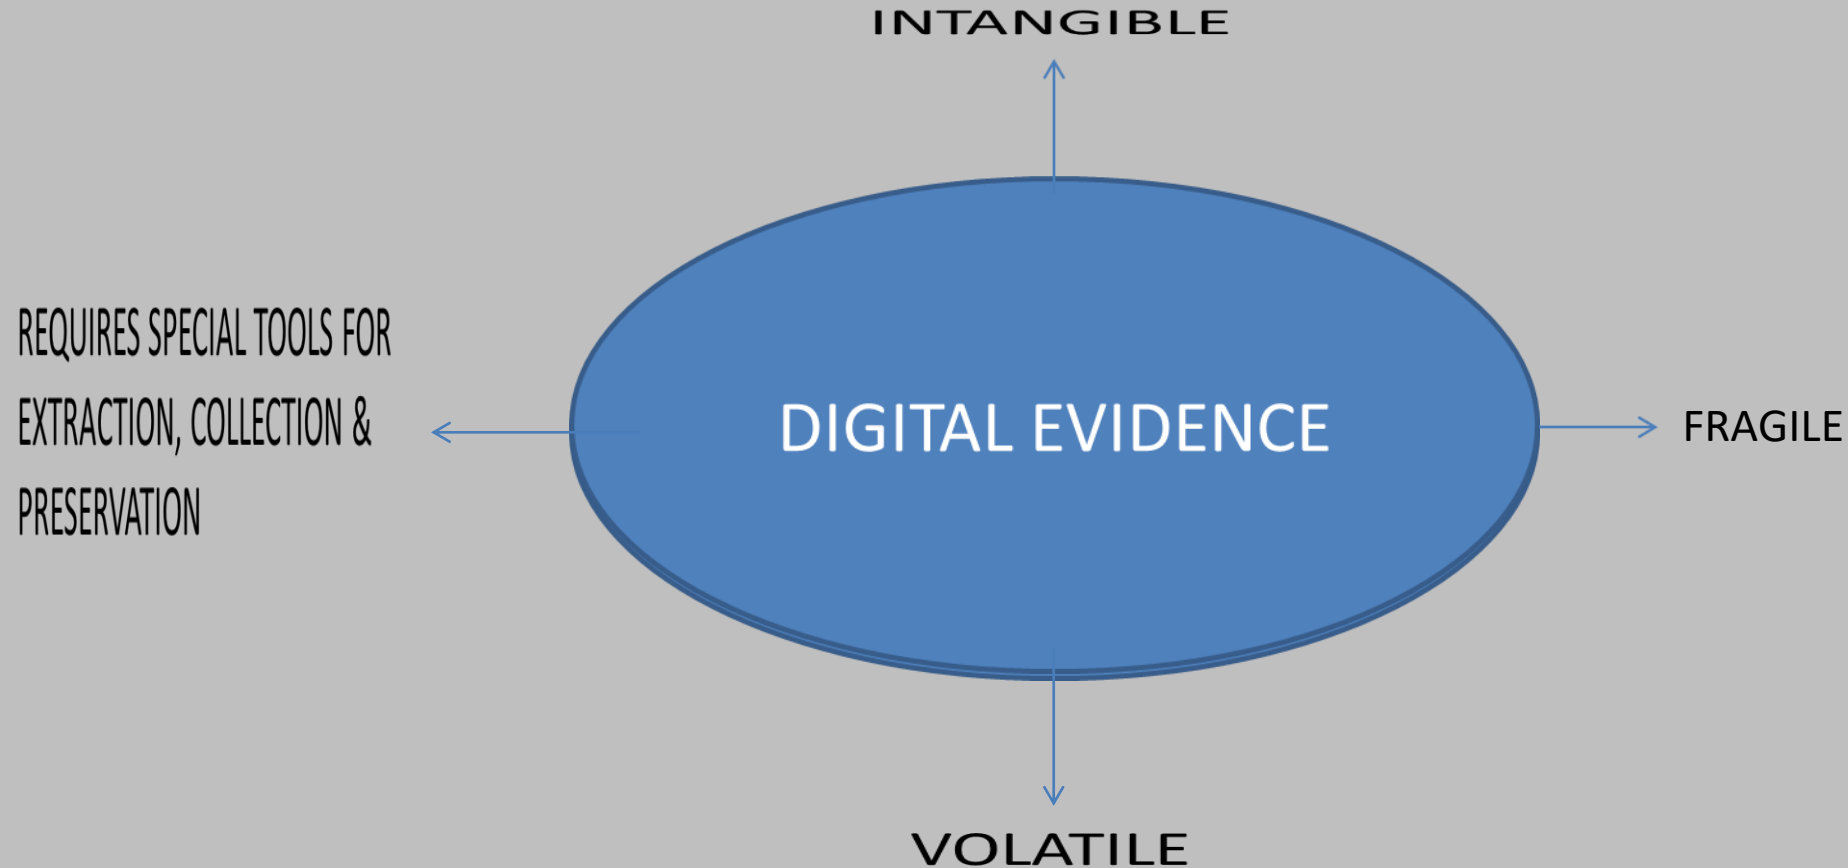 INTANGIBLE
REQUIRES SPECIAL TOOLS FOR
EXTRACTION, COLLECTION &
PRESERVATION
DIGITAL EVIDENCE
FRAGILE
VOLATILE